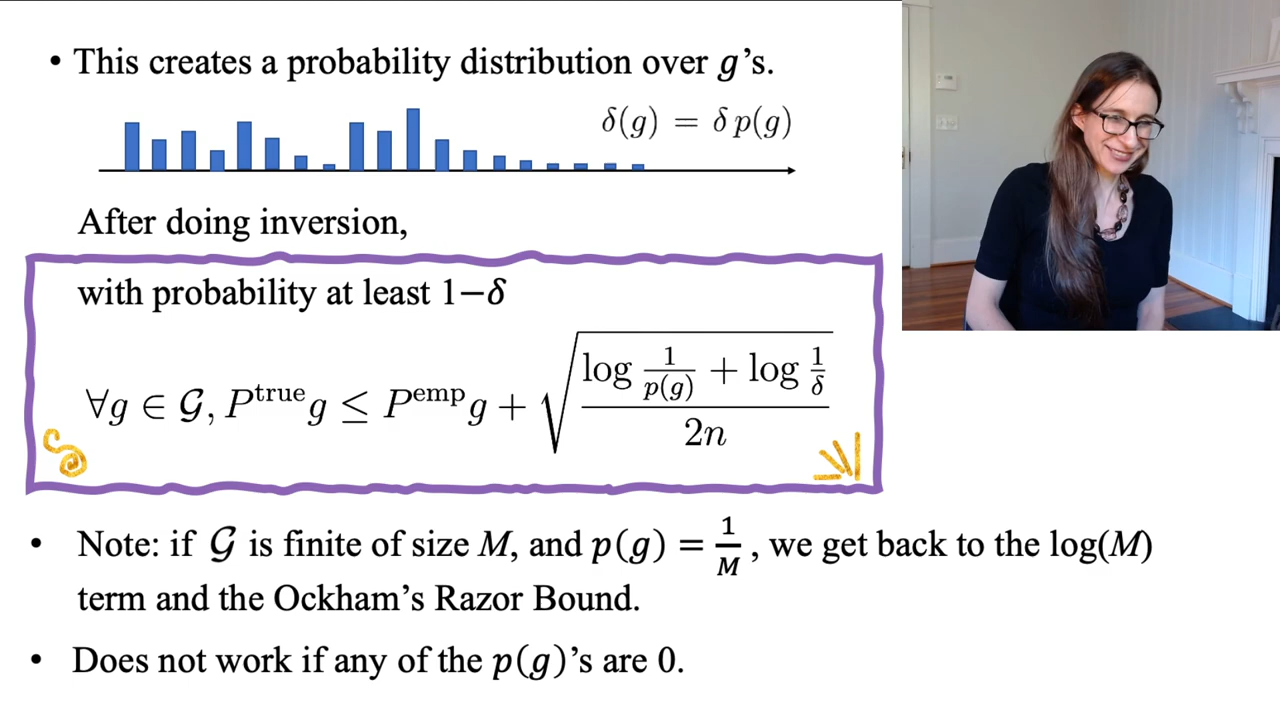 • This creates a probability distribution over g’s.
δ(g) = δ p(g)
After doing inversion,
with probability at least 1−δ
∀g ∈ 𝒢, P^true g ≤ P^emp g + √((log 1/p(g) + log 1/δ)/2n)
• Note: if 𝒢 is finite of size M, and p(g) = 1/M, we get back to the log(M)
term and the Ockham’s Razor Bound.
• Does not work if any of the p(g)’s are 0.